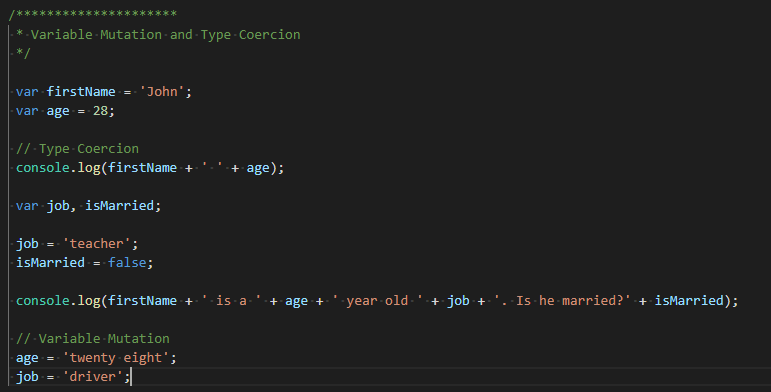 /*********************
* Variable Mutation and Type Coercion
*/
var firstName = 'John';
var age = 28;
// Type Coercion
console.log(firstName + ' ' + age);
var job, isMarried;
job = 'teacher';
isMarried = false;
console.log(firstName + ' is a ' + age + ' year old ' + job + '. Is he married?' + isMarried);
// Variable Mutation
age = 'twenty eight';
job = 'driver';